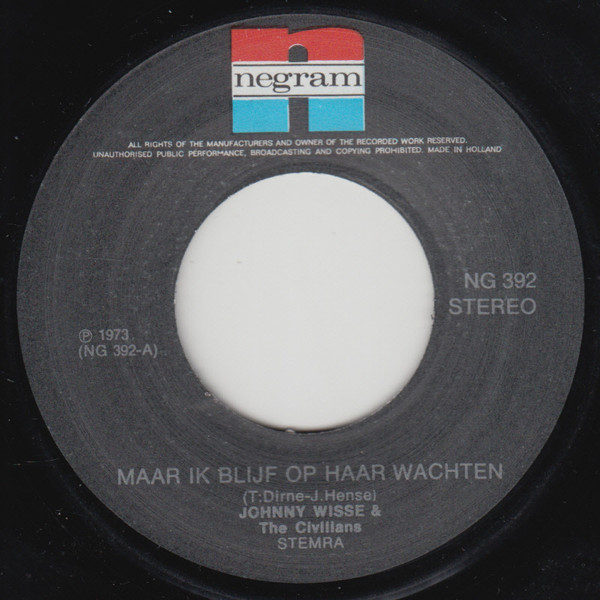 negram
ALL RIGHTS OF THE MANUFACTURERS AND OWNER OF THE RECORDED WORK RESERVED.
UNAUTHORISED PUBLIC PERFORMANCE, BROADCASTING AND COPYING PROHIBITED. MADE IN HOLLAND
NG 392
STEREO
℗ 1973
(NG 392-A)
MAAR IK BLIJF OP HAAR WACHTEN
(T:Dirne-J.Hense)
JOHNNY WISSE &
The Civilians
STEMRA